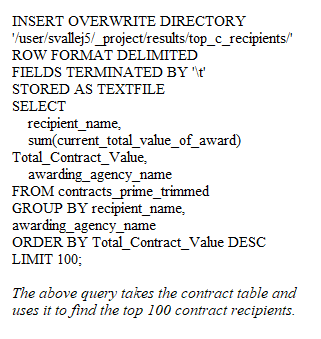 INSERT OVERWRITE DIRECTORY
'/user/svallej5/_project/results/top_c_recipients/'
ROW FORMAT DELIMITED
FIELDS TERMINATED BY '\t'
STORED AS TEXTFILE
SELECT
recipient_name,
sum(current_total_value_of_award)
Total_Contract_Value,
awarding_agency_name
FROM contracts_prime_trimmed
GROUP BY recipient_name,
awarding_agency_name
ORDER BY Total_Contract_Value DESC
LIMIT 100;
The above query takes the contract table and
uses it to find the top 100 contract recipients.